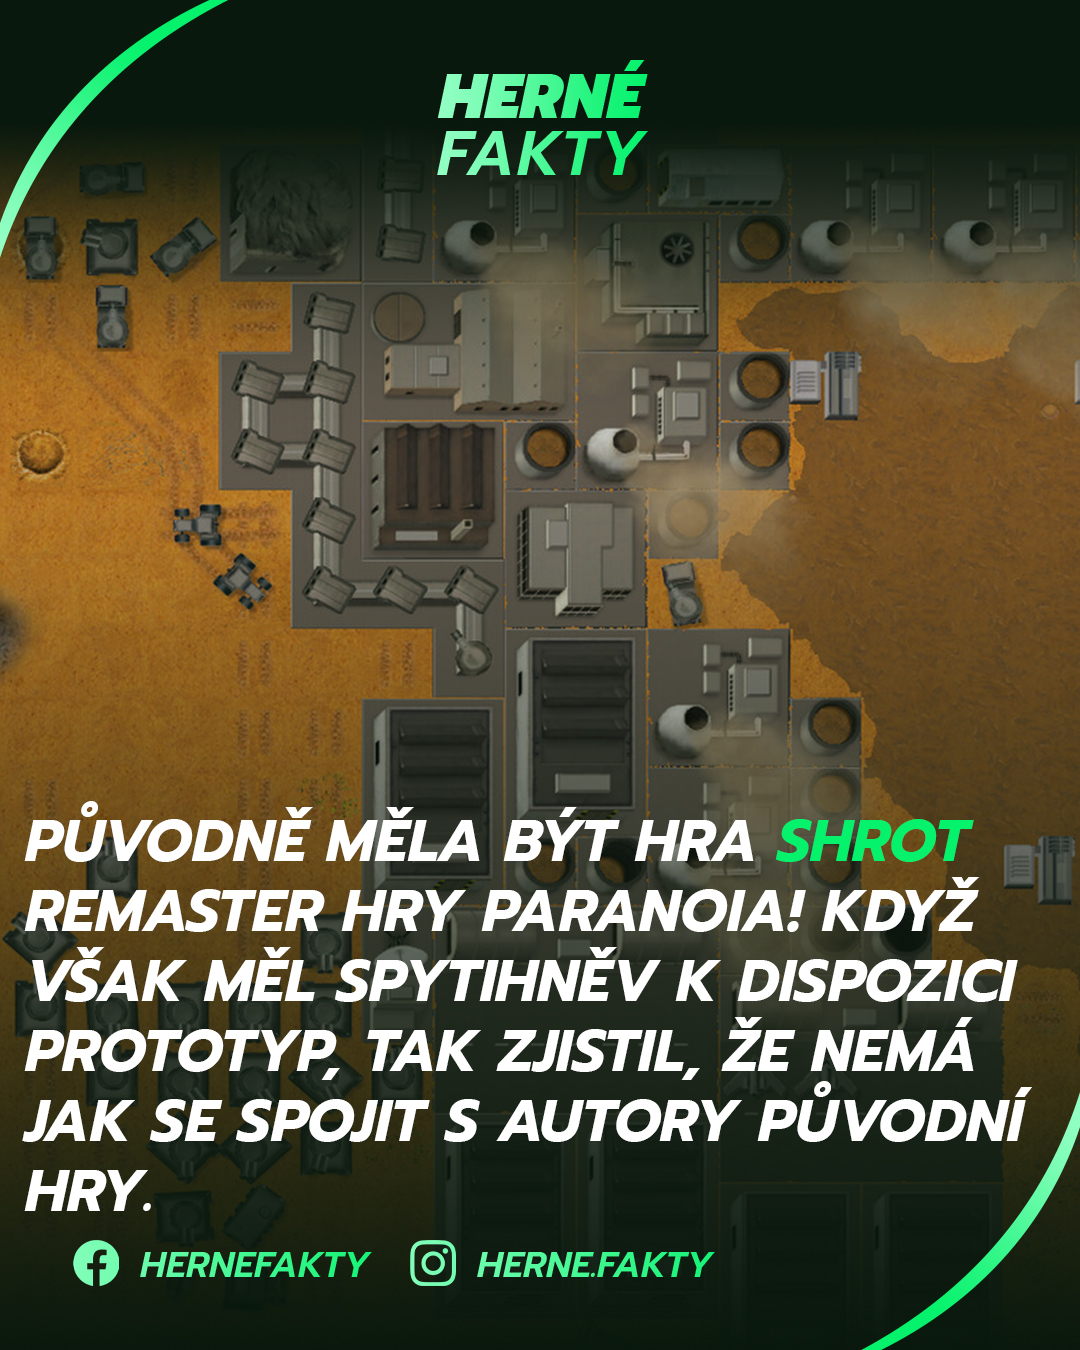 HERNÉ
FAKTY
PŮVODNĚ MĚLA BÝT HRA SHROT
REMASTER HRY PARANOIA! KDYŽ
VŠAK MĚL SPYTIHNĚV K DISPOZICI
PROTOTYP, TAK ZJISTIL, ŽE NEMÁ
JAK SE SPOJIT S AUTORY PŮVODNÍ
HRY.
HERNEFAKTY HERNE.FAKTY